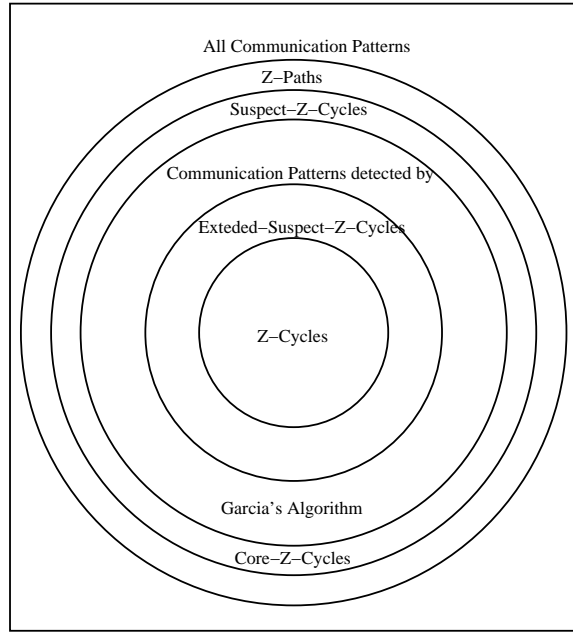 All Communication Patterns
Z–Paths
Suspect–Z–Cycles
Communication Patterns detected by
Exteded–Suspect–Z–Cycles
Z–Cycles
Garcia's Algorithm
Core–Z–Cycles